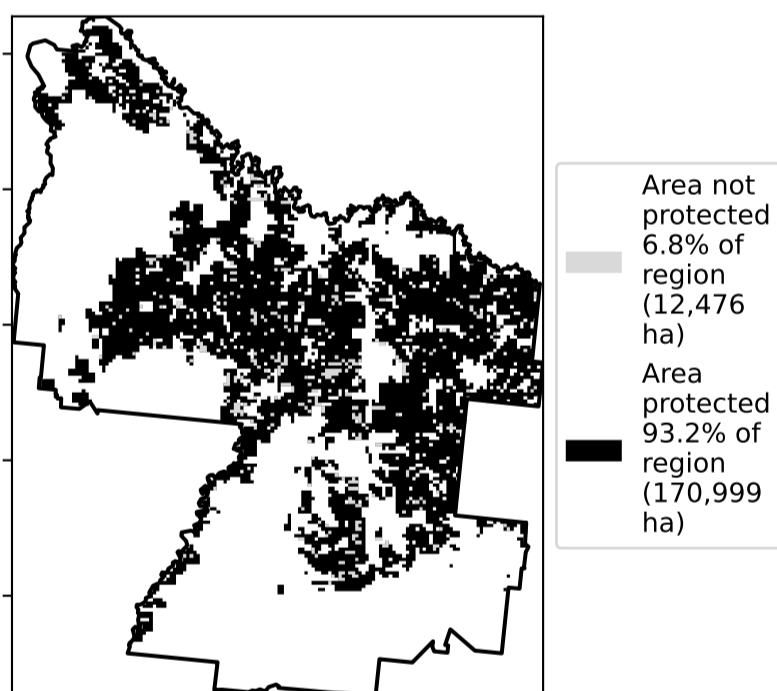 Area not
protected
6.8% of
region
(12,476
ha)
Area
protected
93.2% of
region
(170,999
ha)